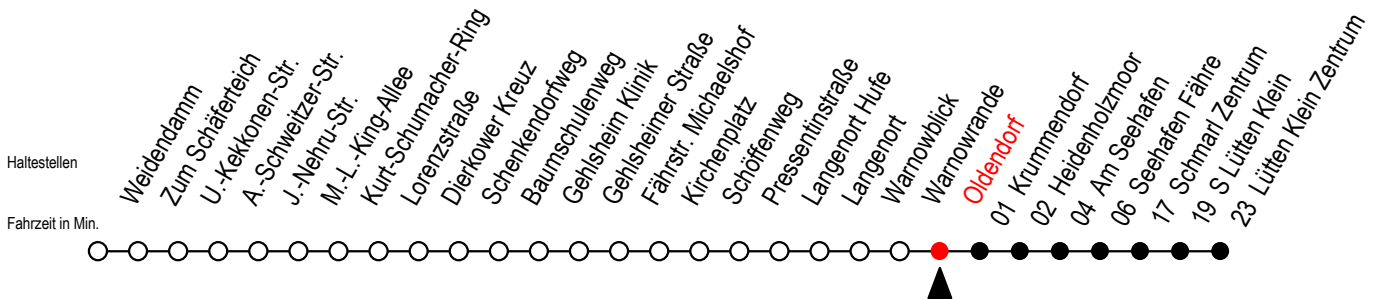 Haltestellen
Fahrzeit in Min.
Weidendamm
Zum Schäferteich
U.-Kekkonen-Str.
A.-Schweitzer-Str.
J.-Nehru-Str.
M.-L.-King-Allee
Kurt-Schumacher-Ring
Lorenzstraße
Dierkower Kreuz
Schenkendorfweg
Baumschulenweg
Gehlsheim Klinik
Gehlsheimer Straße
Fährstr. Michaelshof
Kirchenplatz
Schöffenweg
Pressentinstraße
Langenort Hufe
Langenort
Warnowblick
Warnowrande
Oldendorf
01 Krummendorf
02 Heidenholzmoor
04 Am Seehafen
06 Seehafen Fähre
17 Schmarl Zentrum
19 S Lütten Klein
23 Lütten Klein Zentrum